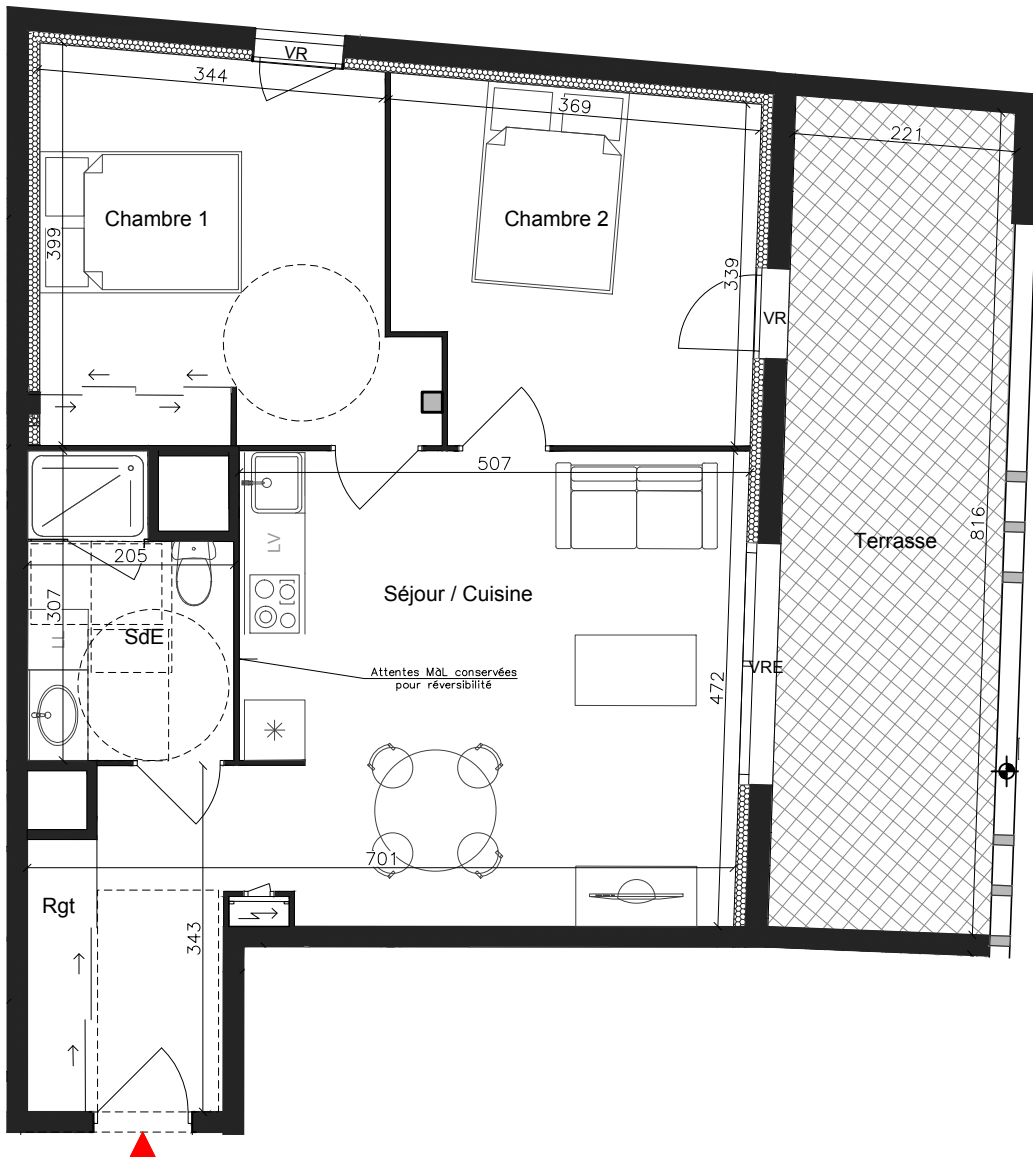 VR
344
369
221
Chambre 1
Chambre 2
399
339
VR
507
LV
816
Terrasse
205
Séjour / Cuisine
307
SdE
LL
Attentes MàL conservées
pour réversibilité
VRE
472
701
Rgt
343